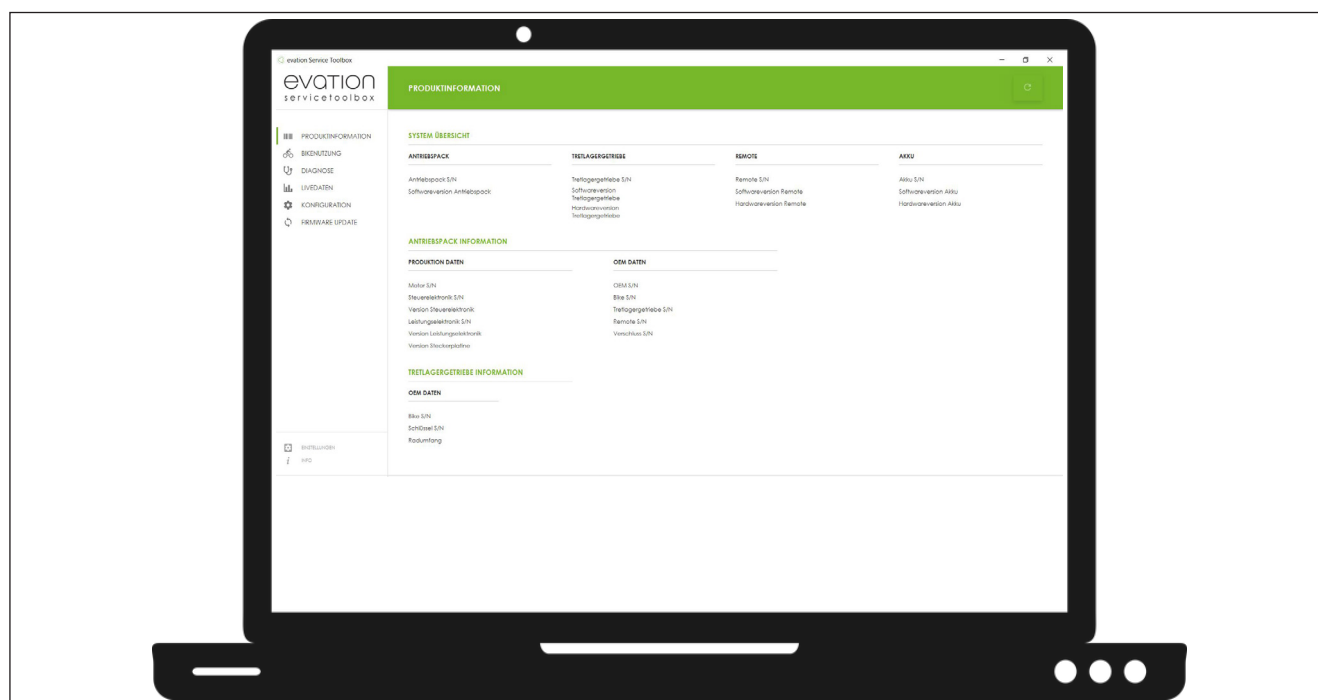 evation Service Toolbox
evation
servicetoolbox
PRODUKTINFORMATION
PRODUKTINFORMATION
BIKENUTZUNG
DIAGNOSE
LIVEDATEN
KONFIGURATION
FIRMWARE UPDATE
EINSTELLUNGEN
INFO
SYSTEM ÜBERSICHT
ANTRIEBSPACK
Antriebspack S/N
Softwareversion Antriebspack
TRETLAGERGETRIEBE
Tretlagergetriebe S/N
Softwareversion
Tretlagergetriebe
Hardwareversion
Tretlagergetriebe
REMOTE
Remote S/N
Softwareversion Remote
Hardwareversion Remote
AKKU
Akku S/N
Softwareversion Akku
Hardwareversion Akku
ANTRIEBSPACK INFORMATION
PRODUKTION DATEN
Motor S/N
Steuerelektronik S/N
Version Steuerelektronik
Leistungselektronik S/N
Version Leistungselektronik
Version Steckerplatine
OEM DATEN
OEM S/N
Bike S/N
Tretlagergetriebe S/N
Remote S/N
Verschluss S/N
TRETLAGERGETRIEBE INFORMATION
OEM DATEN
Bike S/N
Schlüssel S/N
Radumfang